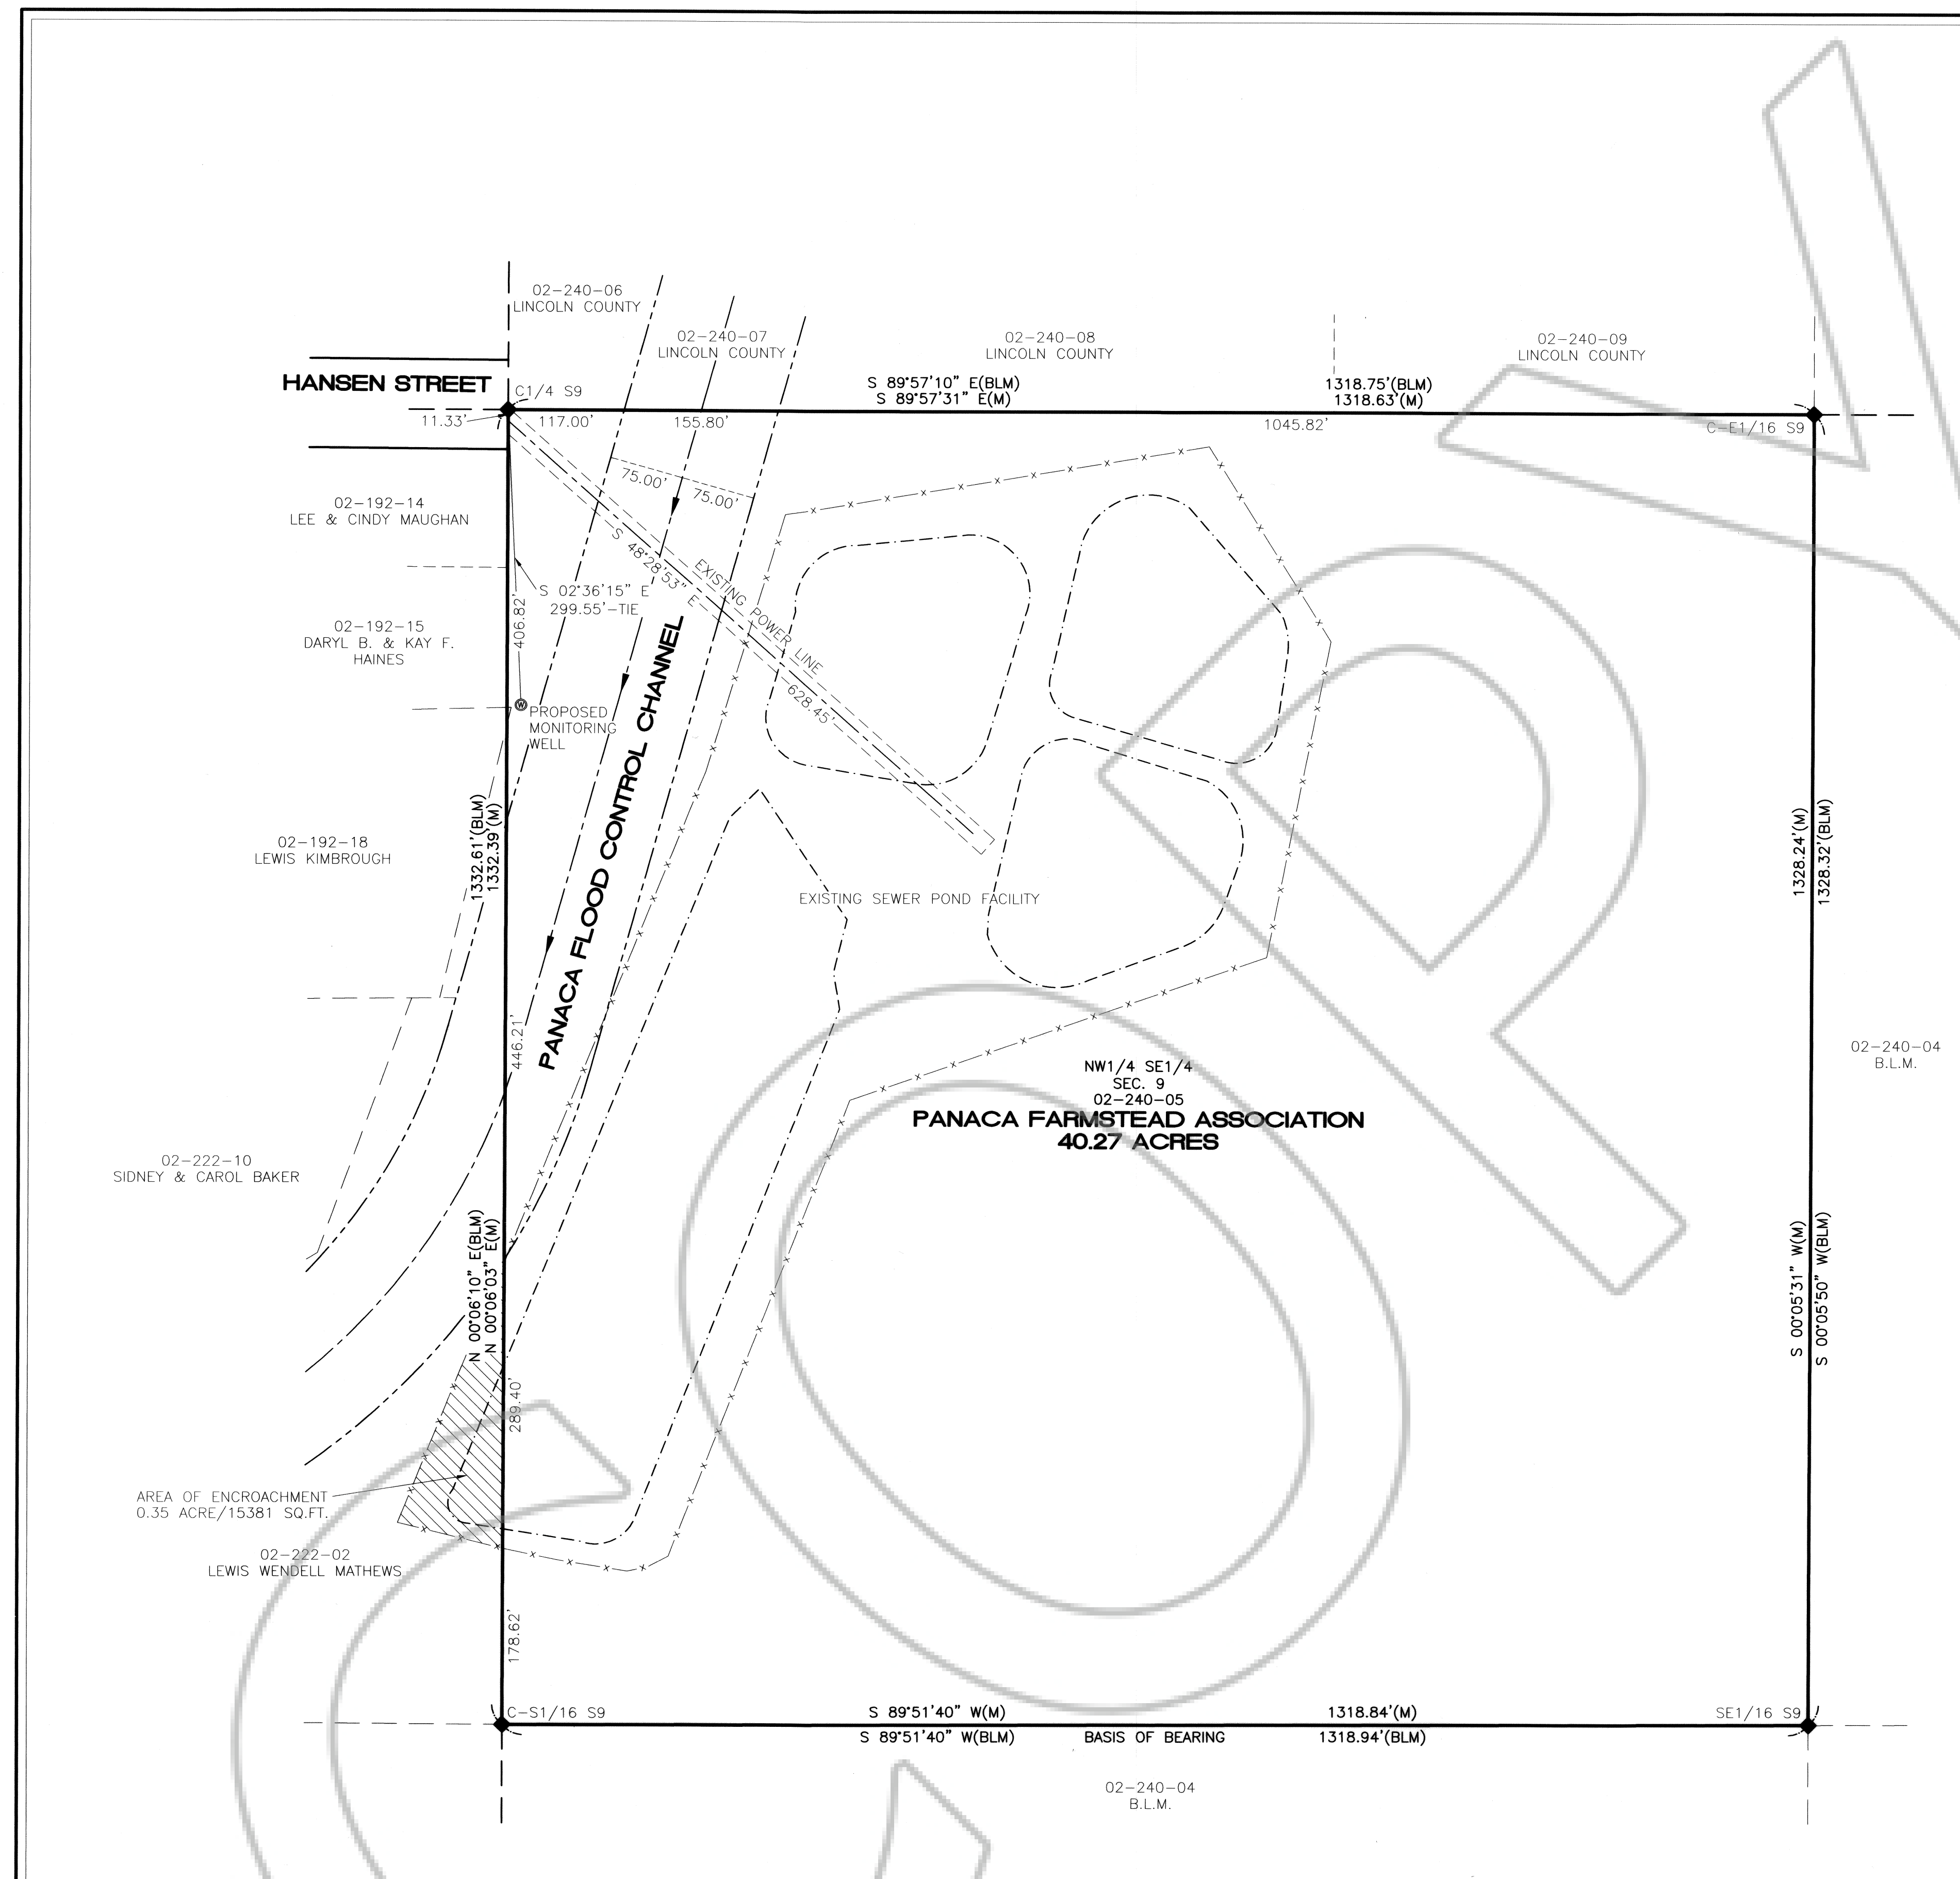 02-240-06
LINCOLN COUNTY
02-240-07
LINCOLN COUNTY
02-240-08
LINCOLN COUNTY
02-240-09
LINCOLN COUNTY
HANSEN STREET
C1/4 S9
S 89°57'10" E(BLM)
S 89°57'31" E(M)
1318.75'(BLM)
1318.63'(M)
11.33'
117.00'
155.80'
1045.82'
C-E1/16 S9
75.00'
75.00'
02-192-14
LEE & CINDY MAUGHAN
S 48°28'53" E
628.45'
EXISTING POWER LINE
S 02°36'15" E
299.55'-TIE
406.82'
02-192-15
DARYL B. & KAY F.
HAINES
PROPOSED
MONITORING
WELL
W
PANACA FLOOD CONTROL CHANNEL
02-192-18
LEWIS KIMBROUGH
1332.61'(BLM)
1332.39'(M)
1328.24'(M)
1328.32'(BLM)
EXISTING SEWER POND FACILITY
446.21'
NW1/4 SE1/4
SEC. 9
02-240-05
PANACA FARMSTEAD ASSOCIATION
40.27 ACRES
02-240-04
B.L.M.
02-222-10
SIDNEY & CAROL BAKER
N 00°06'10" E(BLM)
N 00°06'03" E(M)
S 00°05'31" W(M)
S 00°05'50" W(BLM)
289.40'
AREA OF ENCROACHMENT
0.35 ACRE/15381 SQ.FT.
02-222-02
LEWIS WENDELL MATHEWS
178.62'
C-S1/16 S9
S 89°51'40" W(M)
1318.84'(M)
SE1/16 S9
S 89°51'40" W(BLM)
BASIS OF BEARING
1318.94'(BLM)
02-240-04
B.L.M.